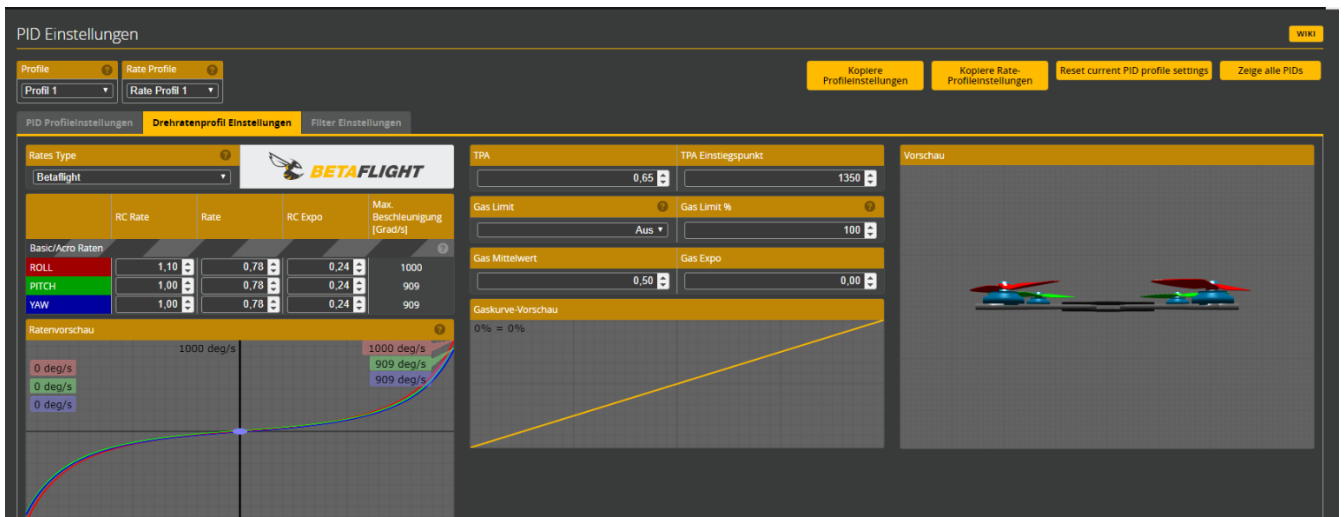 PID Einstellungen
WIKI
Profile
Rate Profile
Profil 1
Rate Profil 1
Kopiere
Profileinstellungen
Kopiere Rate-
Profileinstellungen
Reset current PID profile settings
Zeige alle PIDs
PID Profileinstellungen
Drehratenprofil Einstellungen
Filter Einstellungen
Rates Type
Betaflight
BETAFLIGHT
RC Rate
Rate
RC Expo
Max.
Beschleunigung
[Grad/s]
Basic/Acro Raten
ROLL 1,10 0,78 0,24 1000
PITCH 1,00 0,78 0,24 909
YAW 1,00 0,78 0,24 909
Ratenvorschau
1000 deg/s
1000 deg/s
909 deg/s
909 deg/s
0 deg/s
0 deg/s
0 deg/s
TPA
TPA Einstiegspunkt
0,65
1350
Gas Limit
Gas Limit %
Aus
100
Gas Mittelwert
Gas Expo
0,50
0,00
Gaskurve-Vorschau
0% = 0%
Vorschau